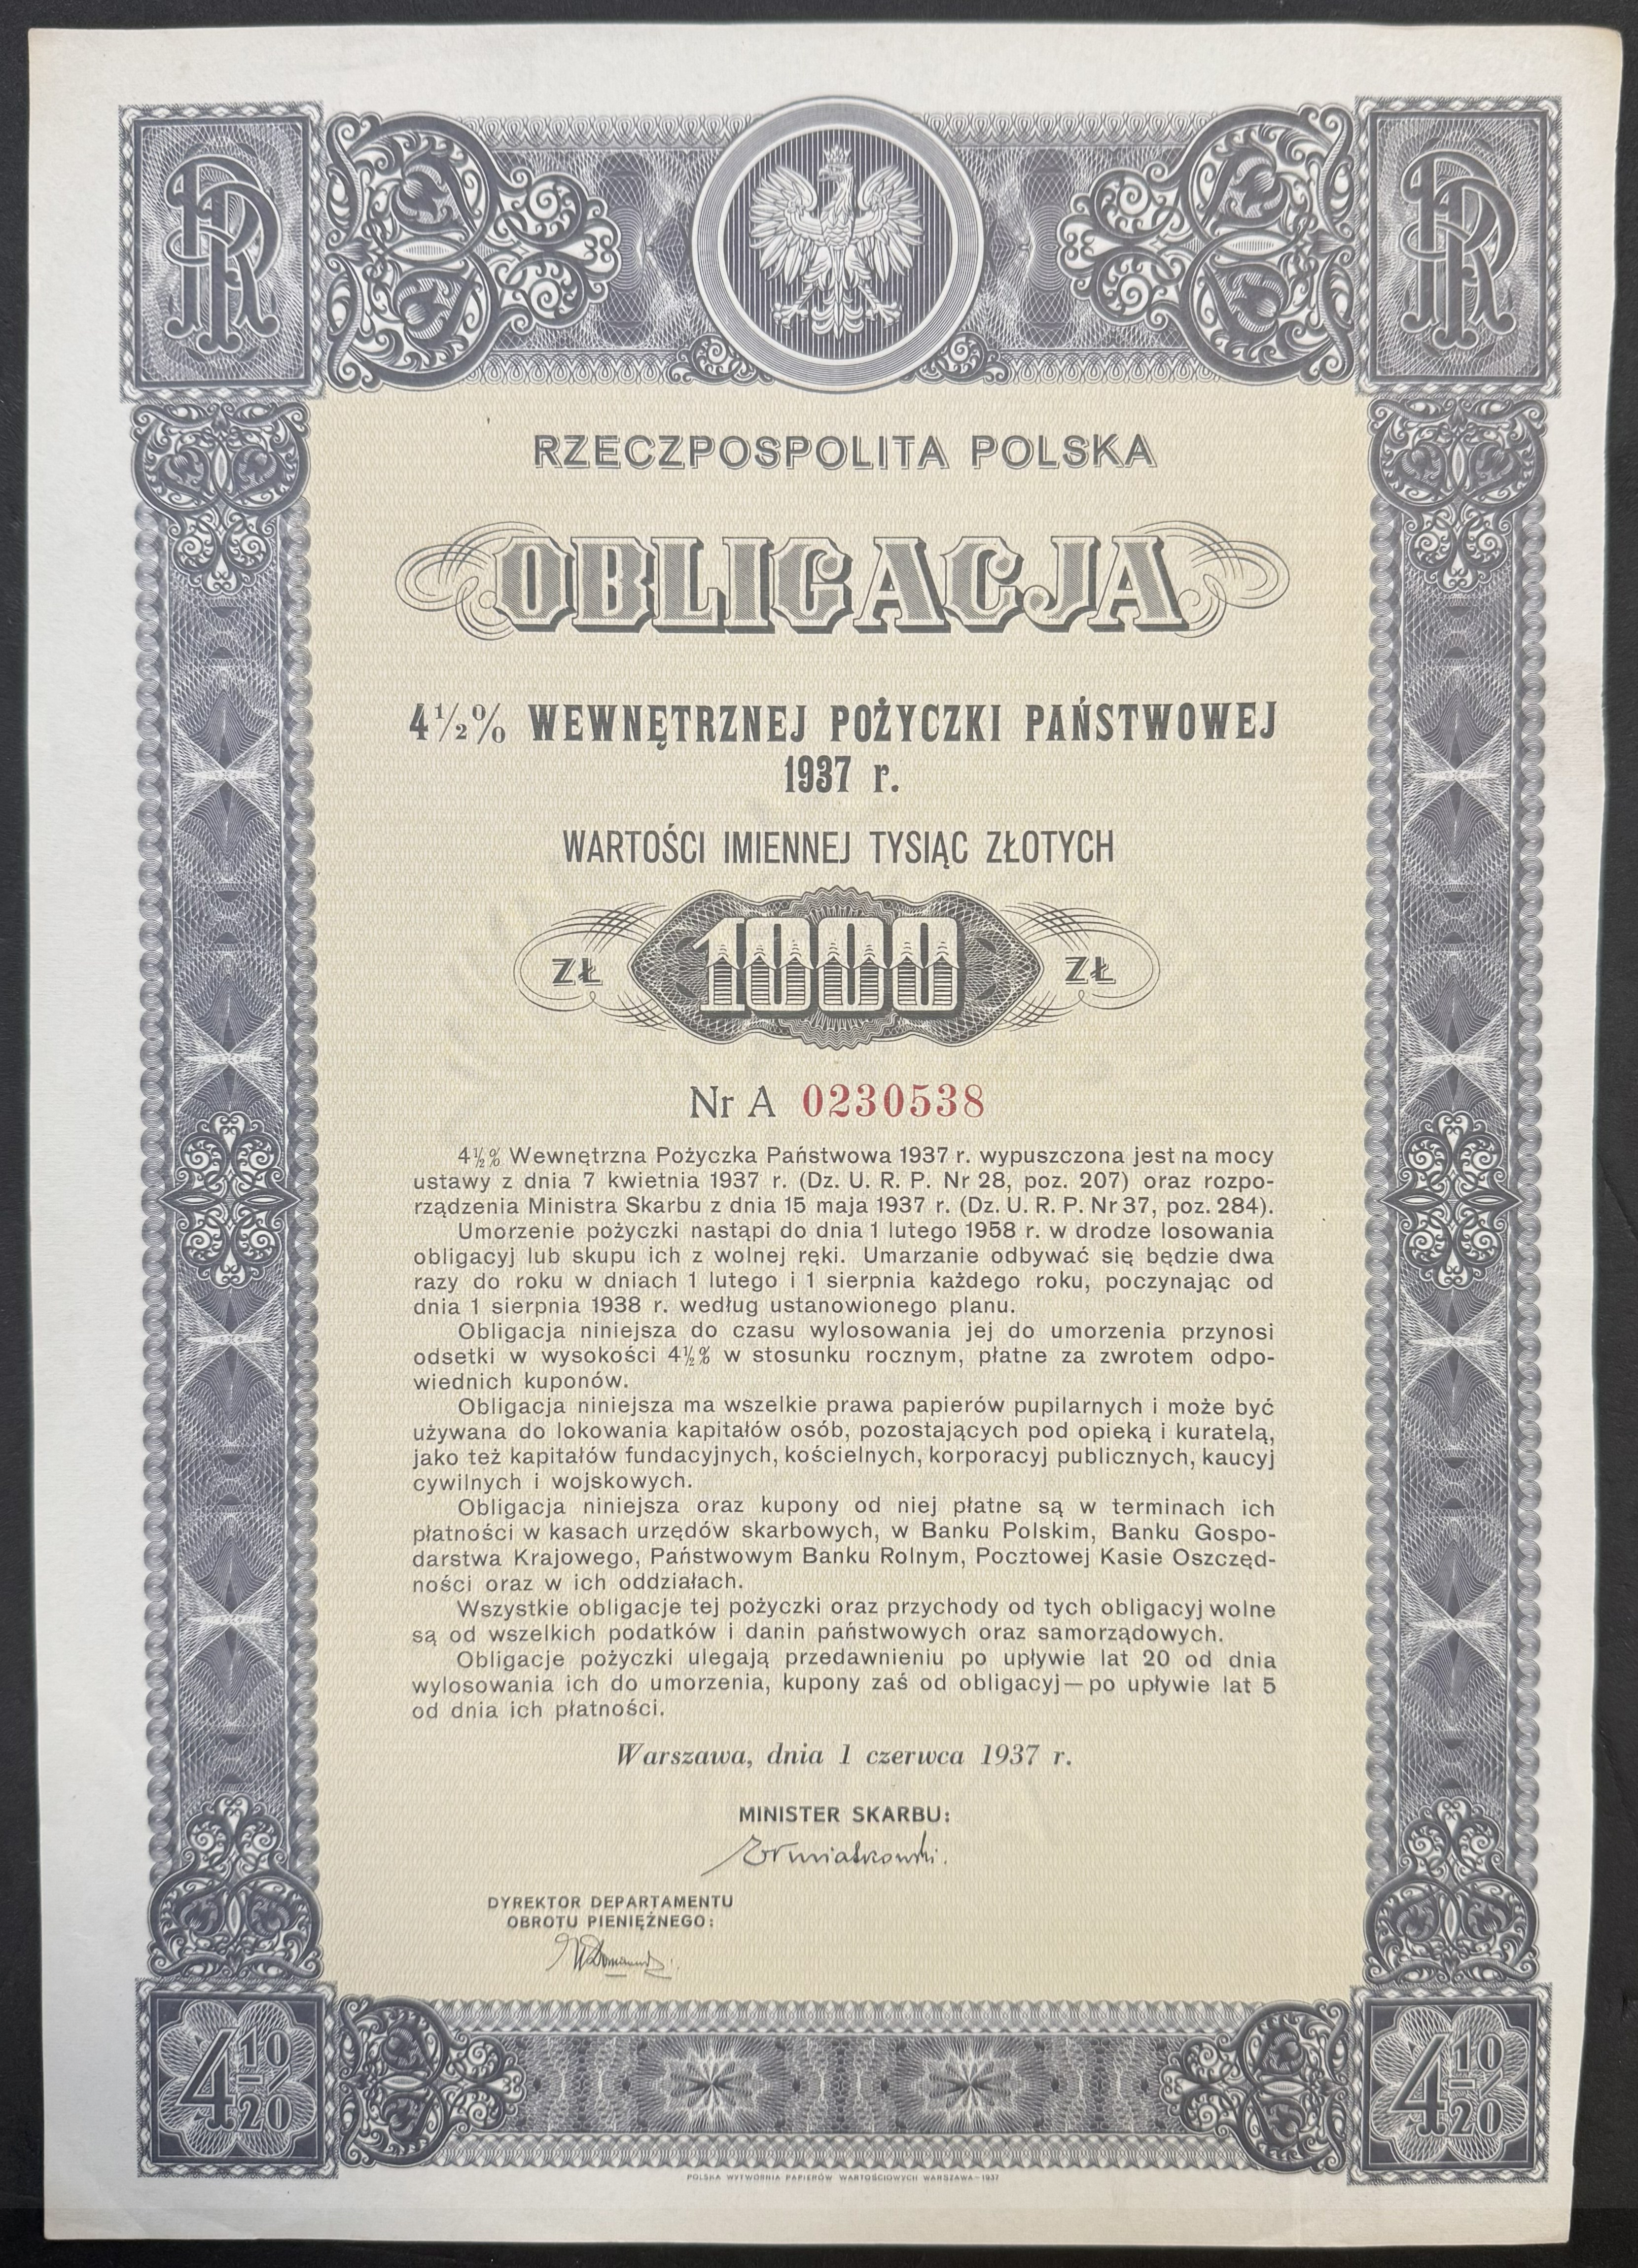 RP RP
RZECZPOSPOLITA POLSKA
OBLIGACJA
4½% WEWNĘTRZNEJ POŻYCZKI PAŃSTWOWEJ
1937 r.
WARTOŚCI IMIENNEJ TYSIĄC ZŁOTYCH
ZŁ 1000 ZŁ
Nr A 0230538
4½% Wewnętrzna Pożyczka Państwowa 1937 r. wypuszczona jest na mocy
ustawy z dnia 7 kwietnia 1937 r. (Dz. U. R. P. Nr 28, poz. 207) oraz rozpo-
rządzenia Ministra Skarbu z dnia 15 maja 1937 r. (Dz. U. R. P. Nr 37, poz. 284).
Umorzenie pożyczki nastąpi do dnia 1 lutego 1958 r. w drodze losowania
obligacyj lub skupu ich z wolnej ręki. Umarzanie odbywać się będzie dwa
razy do roku w dniach 1 lutego i 1 sierpnia każdego roku, poczynając od
dnia 1 sierpnia 1938 r. według ustanowionego planu.
Obligacja niniejsza do czasu wylosowania jej do umorzenia przynosi
odsetki w wysokości 4½% w stosunku rocznym, płatne za zwrotem odpo-
wiednich kuponów.
Obligacja niniejsza ma wszelkie prawa papierów pupilarnych i może być
używana do lokowania kapitałów osób, pozostających pod opieką i kuratelą,
jako też kapitałów fundacyjnych, kościelnych, korporacyj publicznych, kaucyj
cywilnych i wojskowych.
Obligacja niniejsza oraz kupony od niej płatne są w terminach ich
płatności w kasach urzędów skarbowych, w Banku Polskim, Banku Gospo-
darstwa Krajowego, Państwowym Banku Rolnym, Pocztowej Kasie Oszczęd-
ności oraz w ich oddziałach.
Wszystkie obligacje tej pożyczki oraz przychody od tych obligacyj wolne
są od wszelkich podatków i danin państwowych oraz samorządowych.
Obligacje pożyczki ulegają przedawnieniu po upływie lat 20 od dnia
wylosowania ich do umorzenia, kupony zaś od obligacyj—po upływie lat 5
od dnia ich płatności.
Warszawa, dnia 1 czerwca 1937 r.
MINISTER SKARBU:
DYREKTOR DEPARTAMENTU
OBROTU PIENIĘŻNEGO:
4 10/20 4 10/20
POLSKA WYTWÓRNIA PAPIERÓW WARTOŚCIOWYCH WARSZAWA–1937